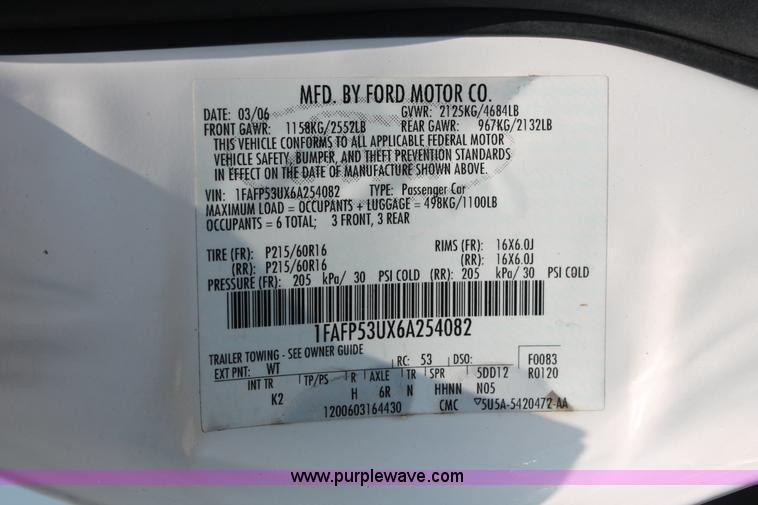 MFD. BY FORD MOTOR CO.
DATE: 03/06 GVWR: 2125KG/4684LB
FRONT GAWR: 1158KG/2552LB REAR GAWR: 967KG/2132LB
THIS VEHICLE CONFORMS TO ALL APPLICABLE FEDERAL MOTOR
VEHICLE SAFETY, BUMPER, AND THEFT PREVENTION STANDARDS
IN EFFECT ON THE DATE OF MANUFACTURE SHOWN ABOVE.
VIN: 1FAFP53UX6A254082 TYPE: Passenger Car
MAXIMUM LOAD = OCCUPANTS + LUGGAGE = 498KG/1100LB
OCCUPANTS = 6 TOTAL; 3 FRONT, 3 REAR
TIRE (FR): P215/60R16 RIMS (FR): 16X6.0J
(RR): P215/60R16 (RR): 16X6.0J
PRESSURE (FR): 205 kPa/ 30 PSI COLD (RR): 205 kPa/ 30 PSI COLD
1FAFP53UX6A254082
TRAILER TOWING - SEE OWNER GUIDE
EXT PNT: WT RC: 53 DSO: F0083
INT TR TP/PS R AXLE TR SPR 5DD12 R0120
K2 H 6R N HHNN N05
1200603164430 CMC ▽5U5A-5420472-AA
www.purplewave.com